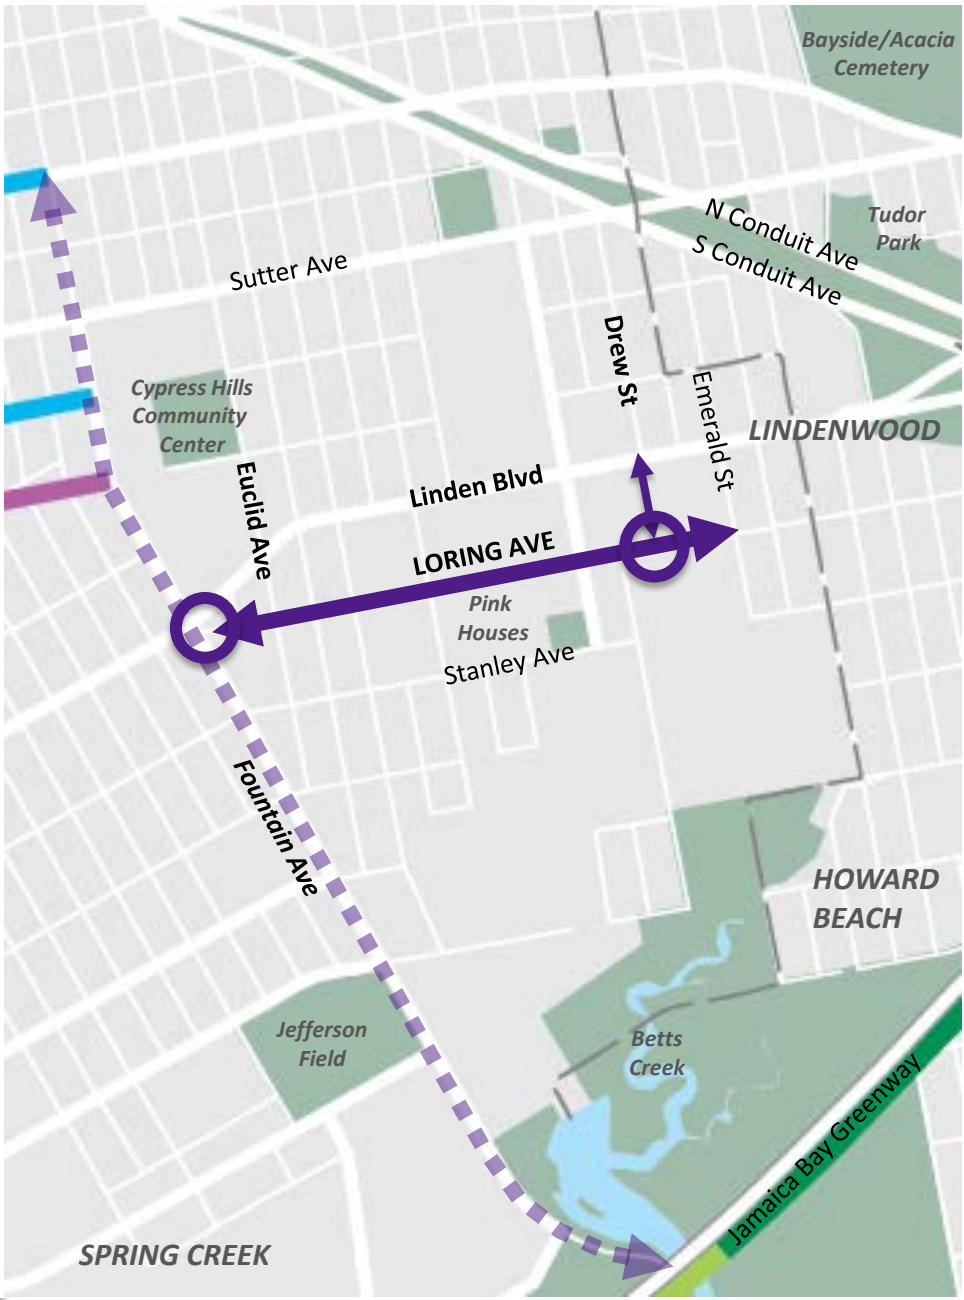 Bayside/Acacia
Cemetery
Tudor
Park
N Conduit Ave
S Conduit Ave
Sutter Ave
Drew St
Emerald St
Cypress Hills
Community
Center
LINDENWOOD
Euclid Ave
Linden Blvd
LORING AVE
Pink
Houses
Stanley Ave
Fountain Ave
HOWARD
BEACH
Jefferson
Field
Betts
Creek
Jamaica Bay Greenway
SPRING CREEK